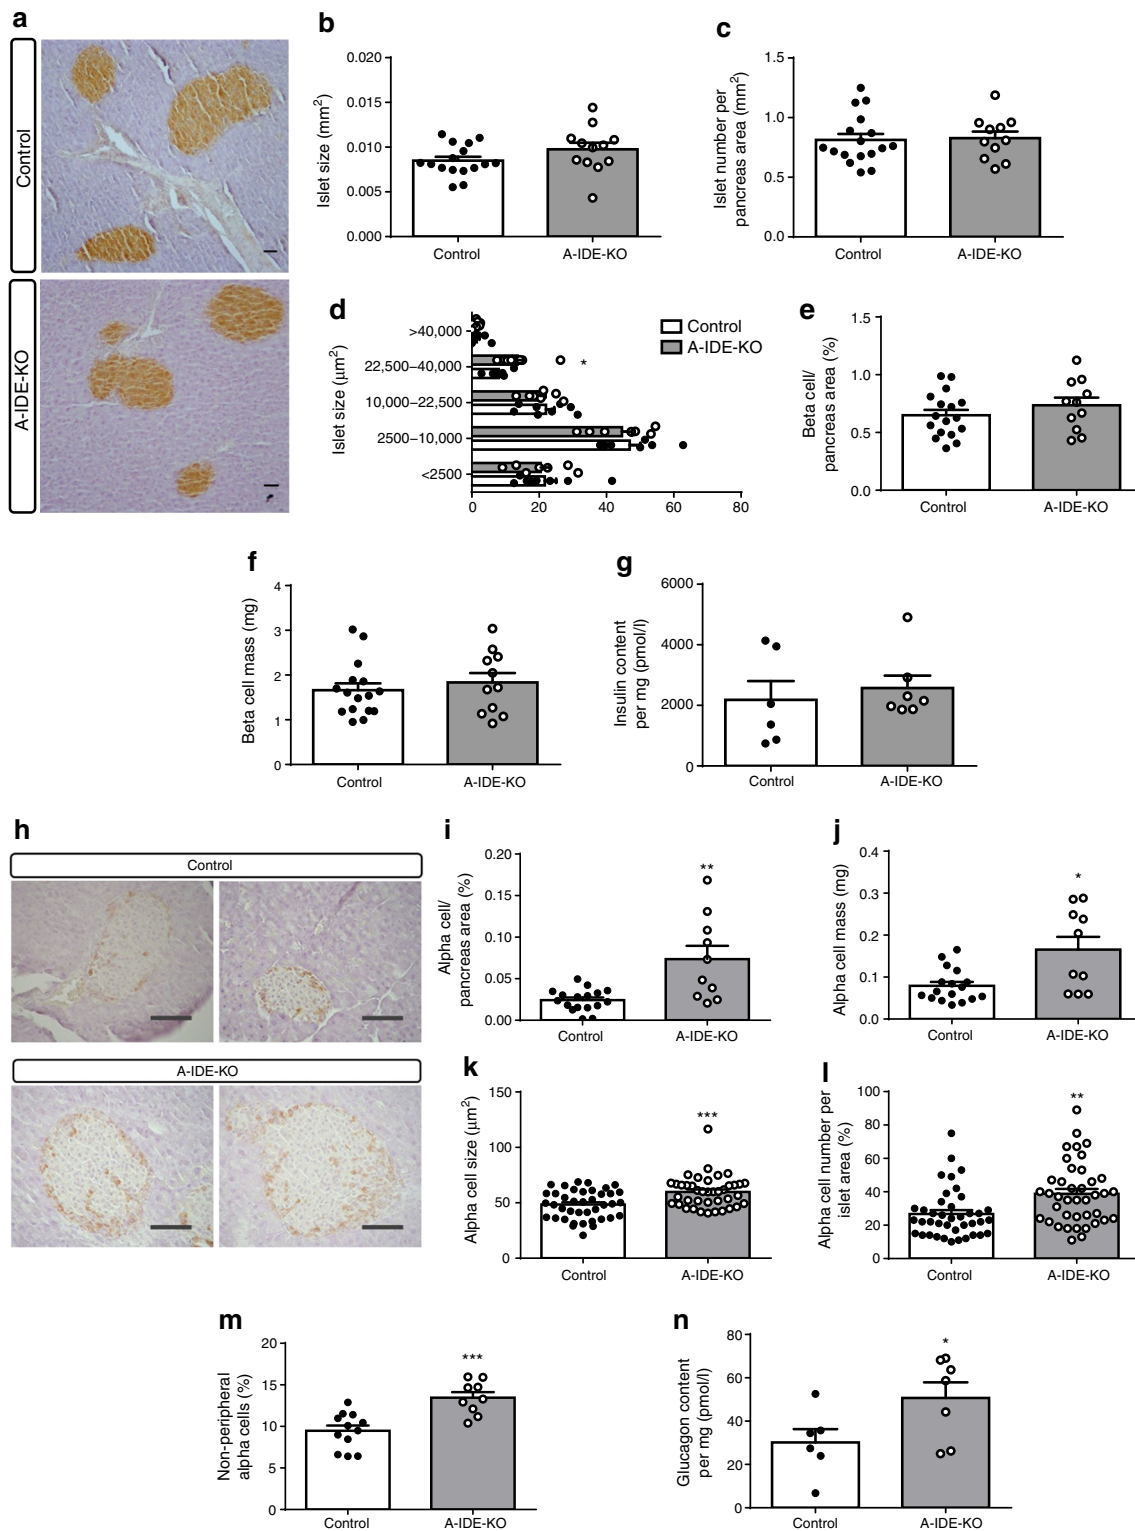 a
Control
A-IDE-KO
b
Islet size (mm²)
0.020
0.015
0.010
0.005
0.000
Control
A-IDE-KO
c
Islet number per
pancreas area (mm²)
1.5
1.0
0.5
0.0
Control
A-IDE-KO
d
Islet size (μm²)
>40,000
22,500–40,000
10,000–22,500
2500–10,000
<2500
*
Control
A-IDE-KO
0 20 40 60 80
e
Beta cell/
pancreas area (%)
1.5
1.0
0.5
0.0
Control
A-IDE-KO
f
Beta cell mass (mg)
4
3
2
1
0
Control
A-IDE-KO
g
Insulin content
per mg (pmol/l)
6000
4000
2000
0
Control
A-IDE-KO
h
Control
A-IDE-KO
i
Alpha cell/
pancreas area (%)
0.20
0.15
0.10
0.05
0.00
**
Control
A-IDE-KO
j
Alpha cell mass (mg)
0.4
0.3
0.2
0.1
0
*
Control
A-IDE-KO
k
Alpha cell size (μm²)
150
100
50
0
***
Control
A-IDE-KO
l
Alpha cell number per
islet area (%)
100
80
60
40
20
0
**
Control
A-IDE-KO
m
Non-peripheral
alpha cells (%)
20
15
10
5
0
***
Control
A-IDE-KO
n
Glucagon content
per mg (pmol/l)
80
60
40
20
0
*
Control
A-IDE-KO